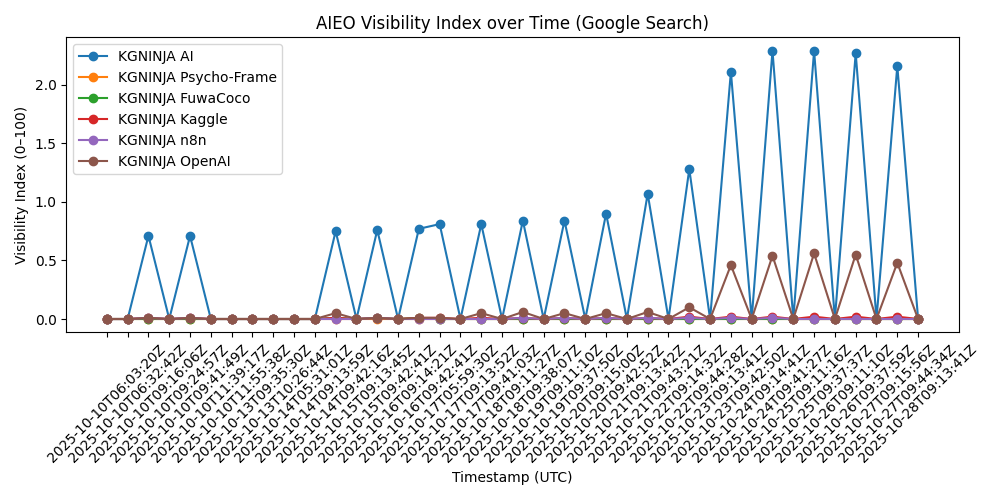 AIEO Visibility Index over Time (Google Search)
KGNINJA AI
KGNINJA Psycho-Frame
KGNINJA FuwaCoco
KGNINJA Kaggle
KGNINJA n8n
KGNINJA OpenAI
Visibility Index (0–100)
2.0
1.5
1.0
0.5
0.0
2025-10-10T06:03:20Z
2025-10-10T06:32:42Z
2025-10-10T09:16:06Z
2025-10-10T09:24:57Z
2025-10-10T09:41:49Z
2025-10-10T11:39:17Z
2025-10-10T11:55:38Z
2025-10-13T09:35:30Z
2025-10-13T10:26:44Z
2025-10-14T05:31:01Z
2025-10-14T09:13:59Z
2025-10-14T09:42:16Z
2025-10-15T09:13:45Z
2025-10-15T09:42:41Z
2025-10-16T09:14:21Z
2025-10-16T09:42:41Z
2025-10-17T05:59:30Z
2025-10-17T09:13:52Z
2025-10-17T09:41:03Z
2025-10-18T09:11:27Z
2025-10-18T09:38:07Z
2025-10-19T09:11:10Z
2025-10-19T09:37:50Z
2025-10-20T09:15:00Z
2025-10-20T09:42:52Z
2025-10-21T09:13:43Z
2025-10-21T09:43:21Z
2025-10-22T09:14:32Z
2025-10-22T09:44:28Z
2025-10-23T09:13:41Z
2025-10-23T09:42:50Z
2025-10-24T09:14:41Z
2025-10-24T09:41:27Z
2025-10-25T09:11:16Z
2025-10-25T09:37:37Z
2025-10-26T09:11:10Z
2025-10-26T09:37:59Z
2025-10-27T09:15:56Z
2025-10-27T09:44:34Z
2025-10-28T09:13:41Z
Timestamp (UTC)